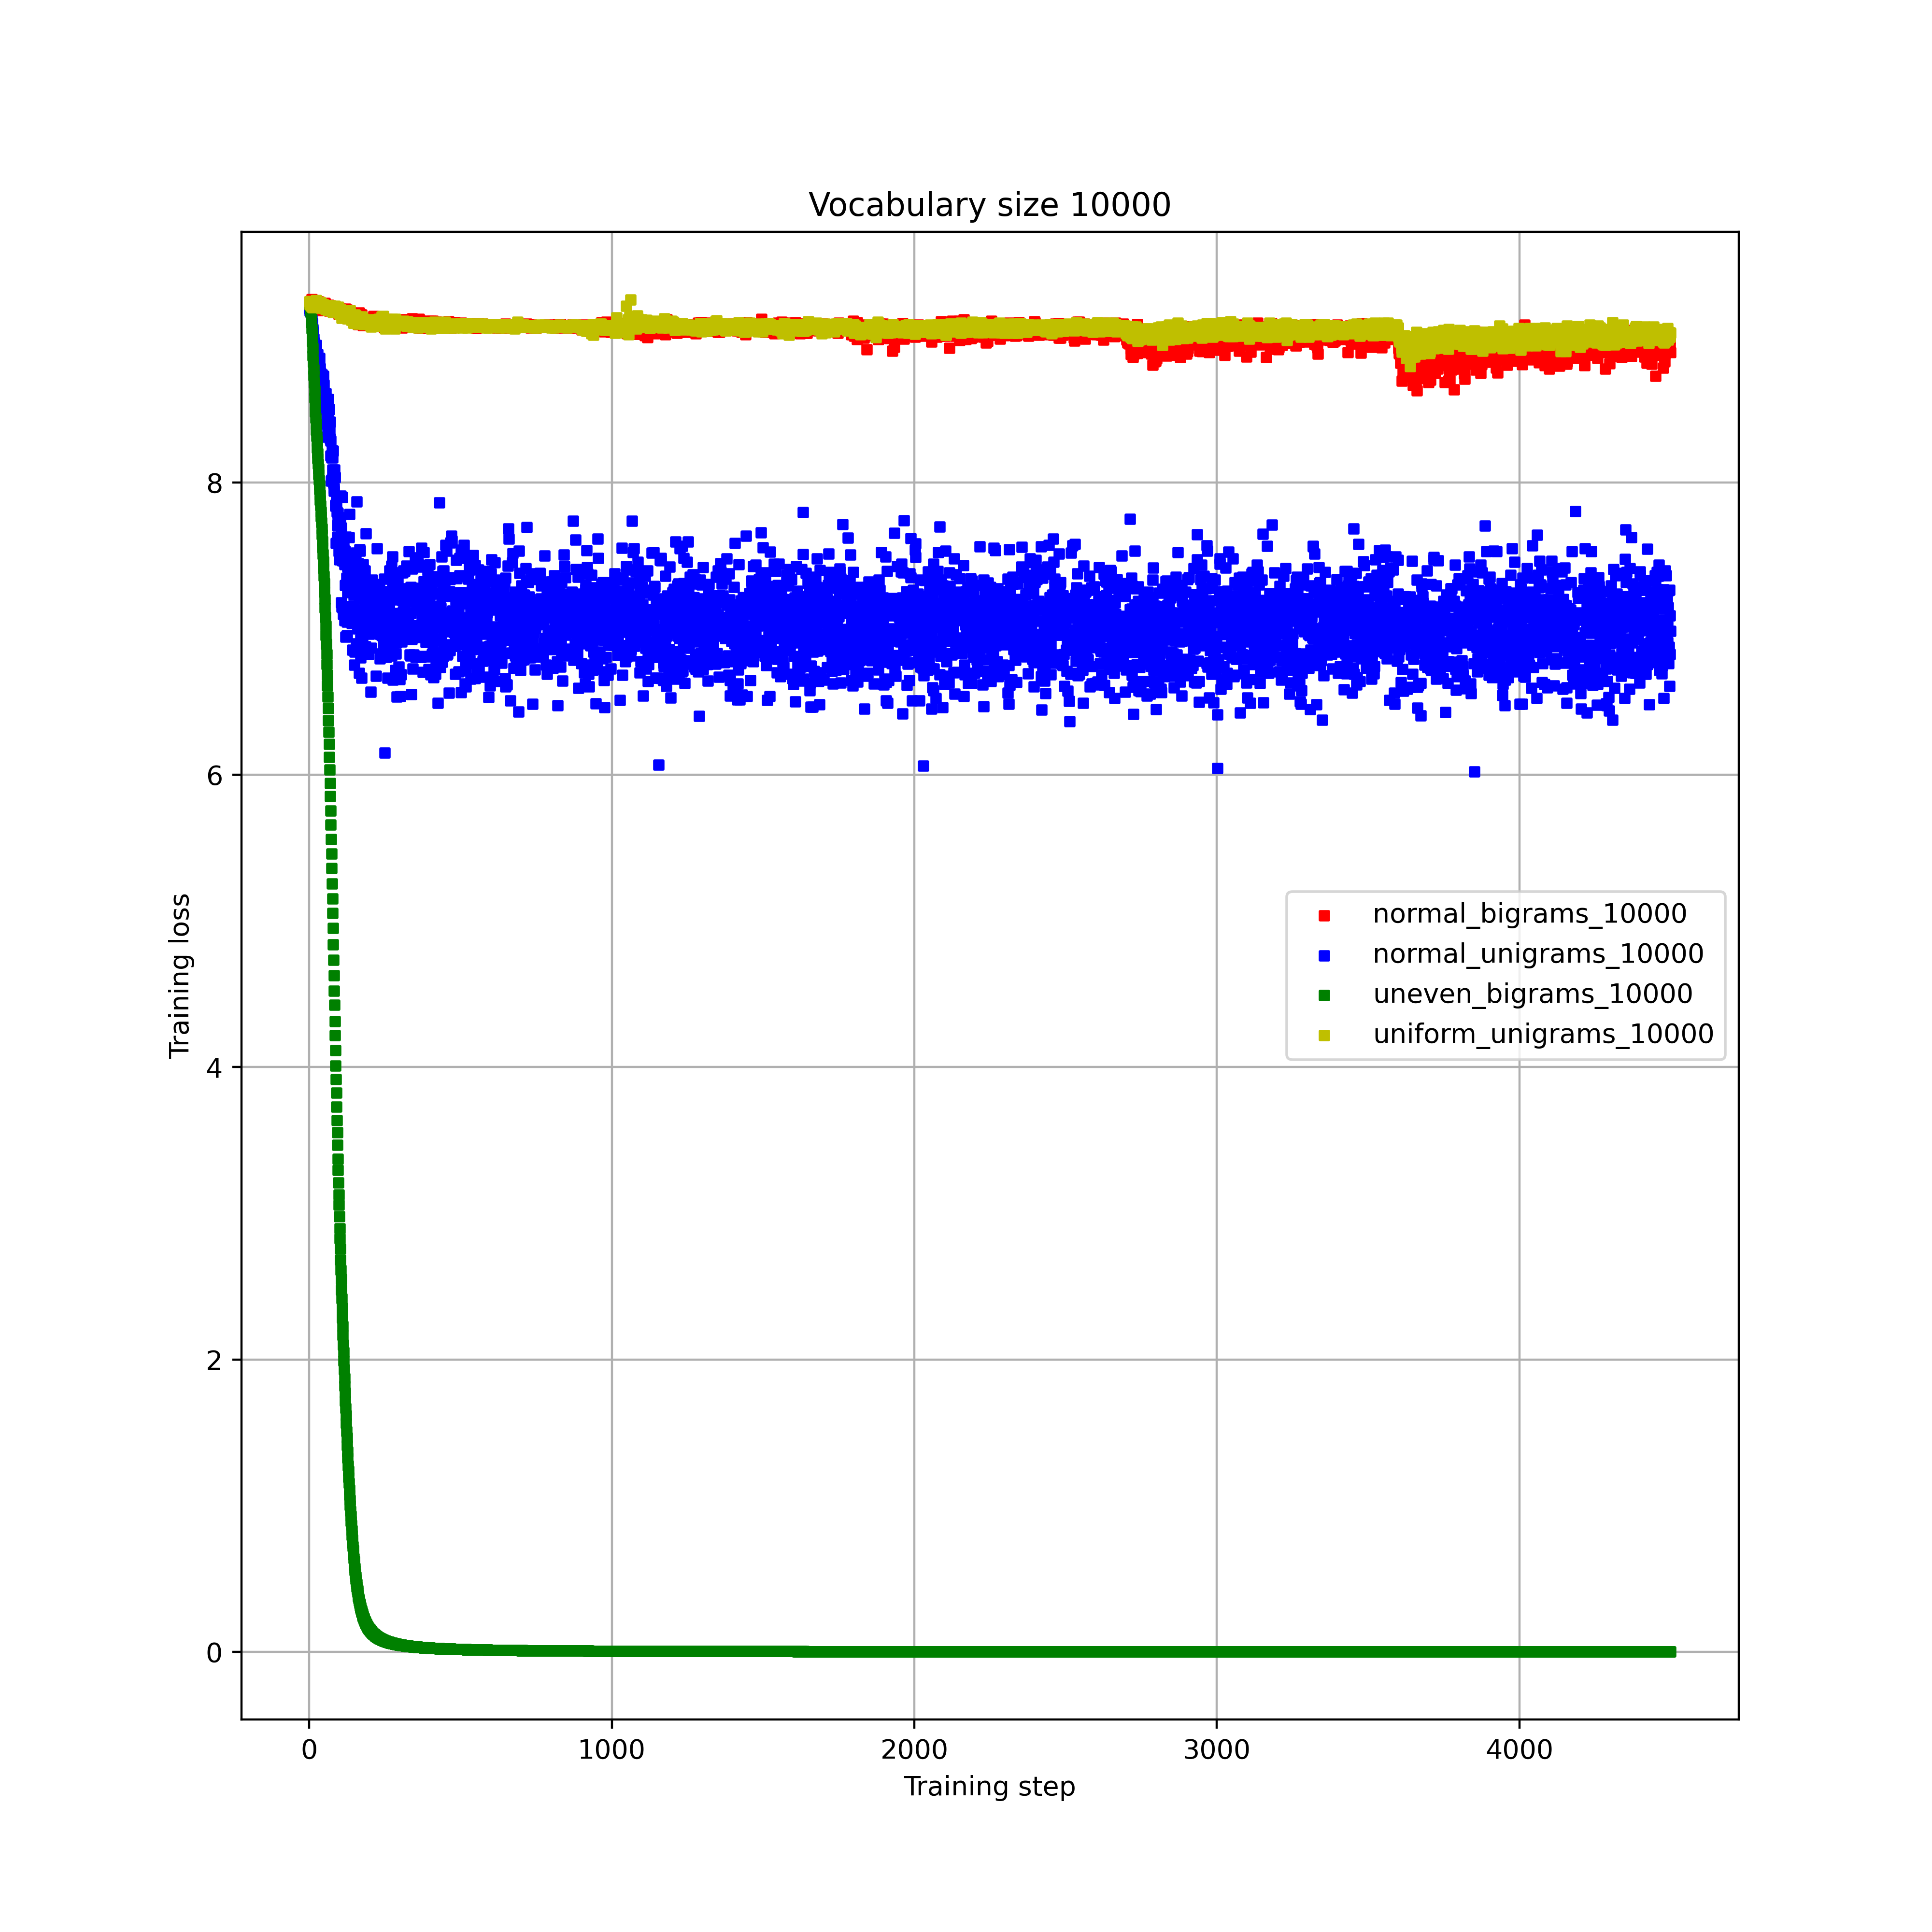 Vocabulary size 10000
8
6
4
2
0
Training loss
normal_bigrams_10000
normal_unigrams_10000
uneven_bigrams_10000
uniform_unigrams_10000
0 1000 2000 3000 4000
Training step